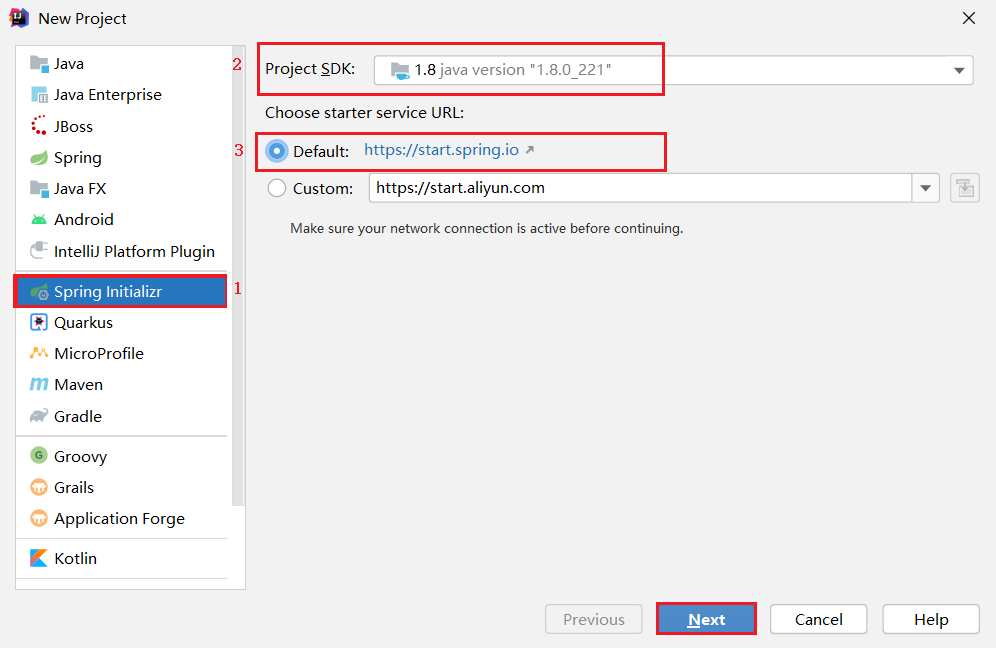 New Project
Java
Java Enterprise
JBoss
Spring
Java FX
Android
IntelliJ Platform Plugin
Spring Initializr
Quarkus
MicroProfile
Maven
Gradle
Groovy
Grails
Application Forge
Kotlin
1
2
Project SDK: 1.8 java version "1.8.0_221"
Choose starter service URL:
3
Default: https://start.spring.io
Custom: https://start.aliyun.com
Make sure your network connection is active before continuing.
Previous Next Cancel Help